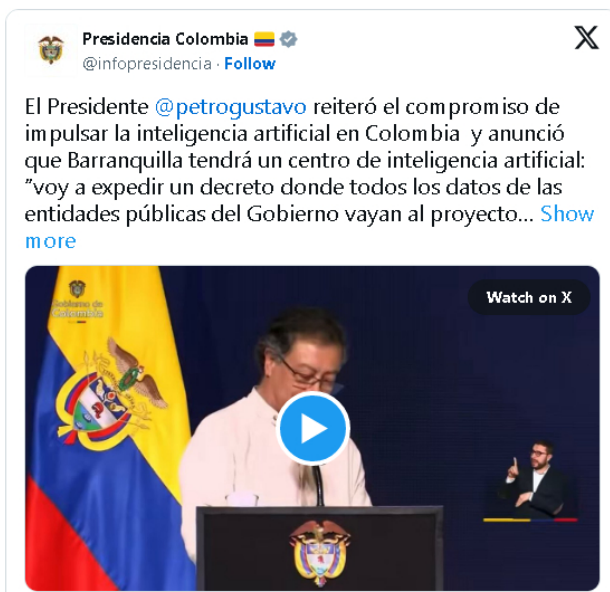 Presidencia Colombia
@infopresidencia · Follow
X
El Presidente @petrogustavo reiteró el compromiso de
impulsar la inteligencia artificial en Colombia y anunció
que Barranquilla tendrá un centro de inteligencia artificial:
"voy a expedir un decreto donde todos los datos de las
entidades públicas del Gobierno vayan al proyecto... Show
more
Watch on X
Gobierno de
Colombia